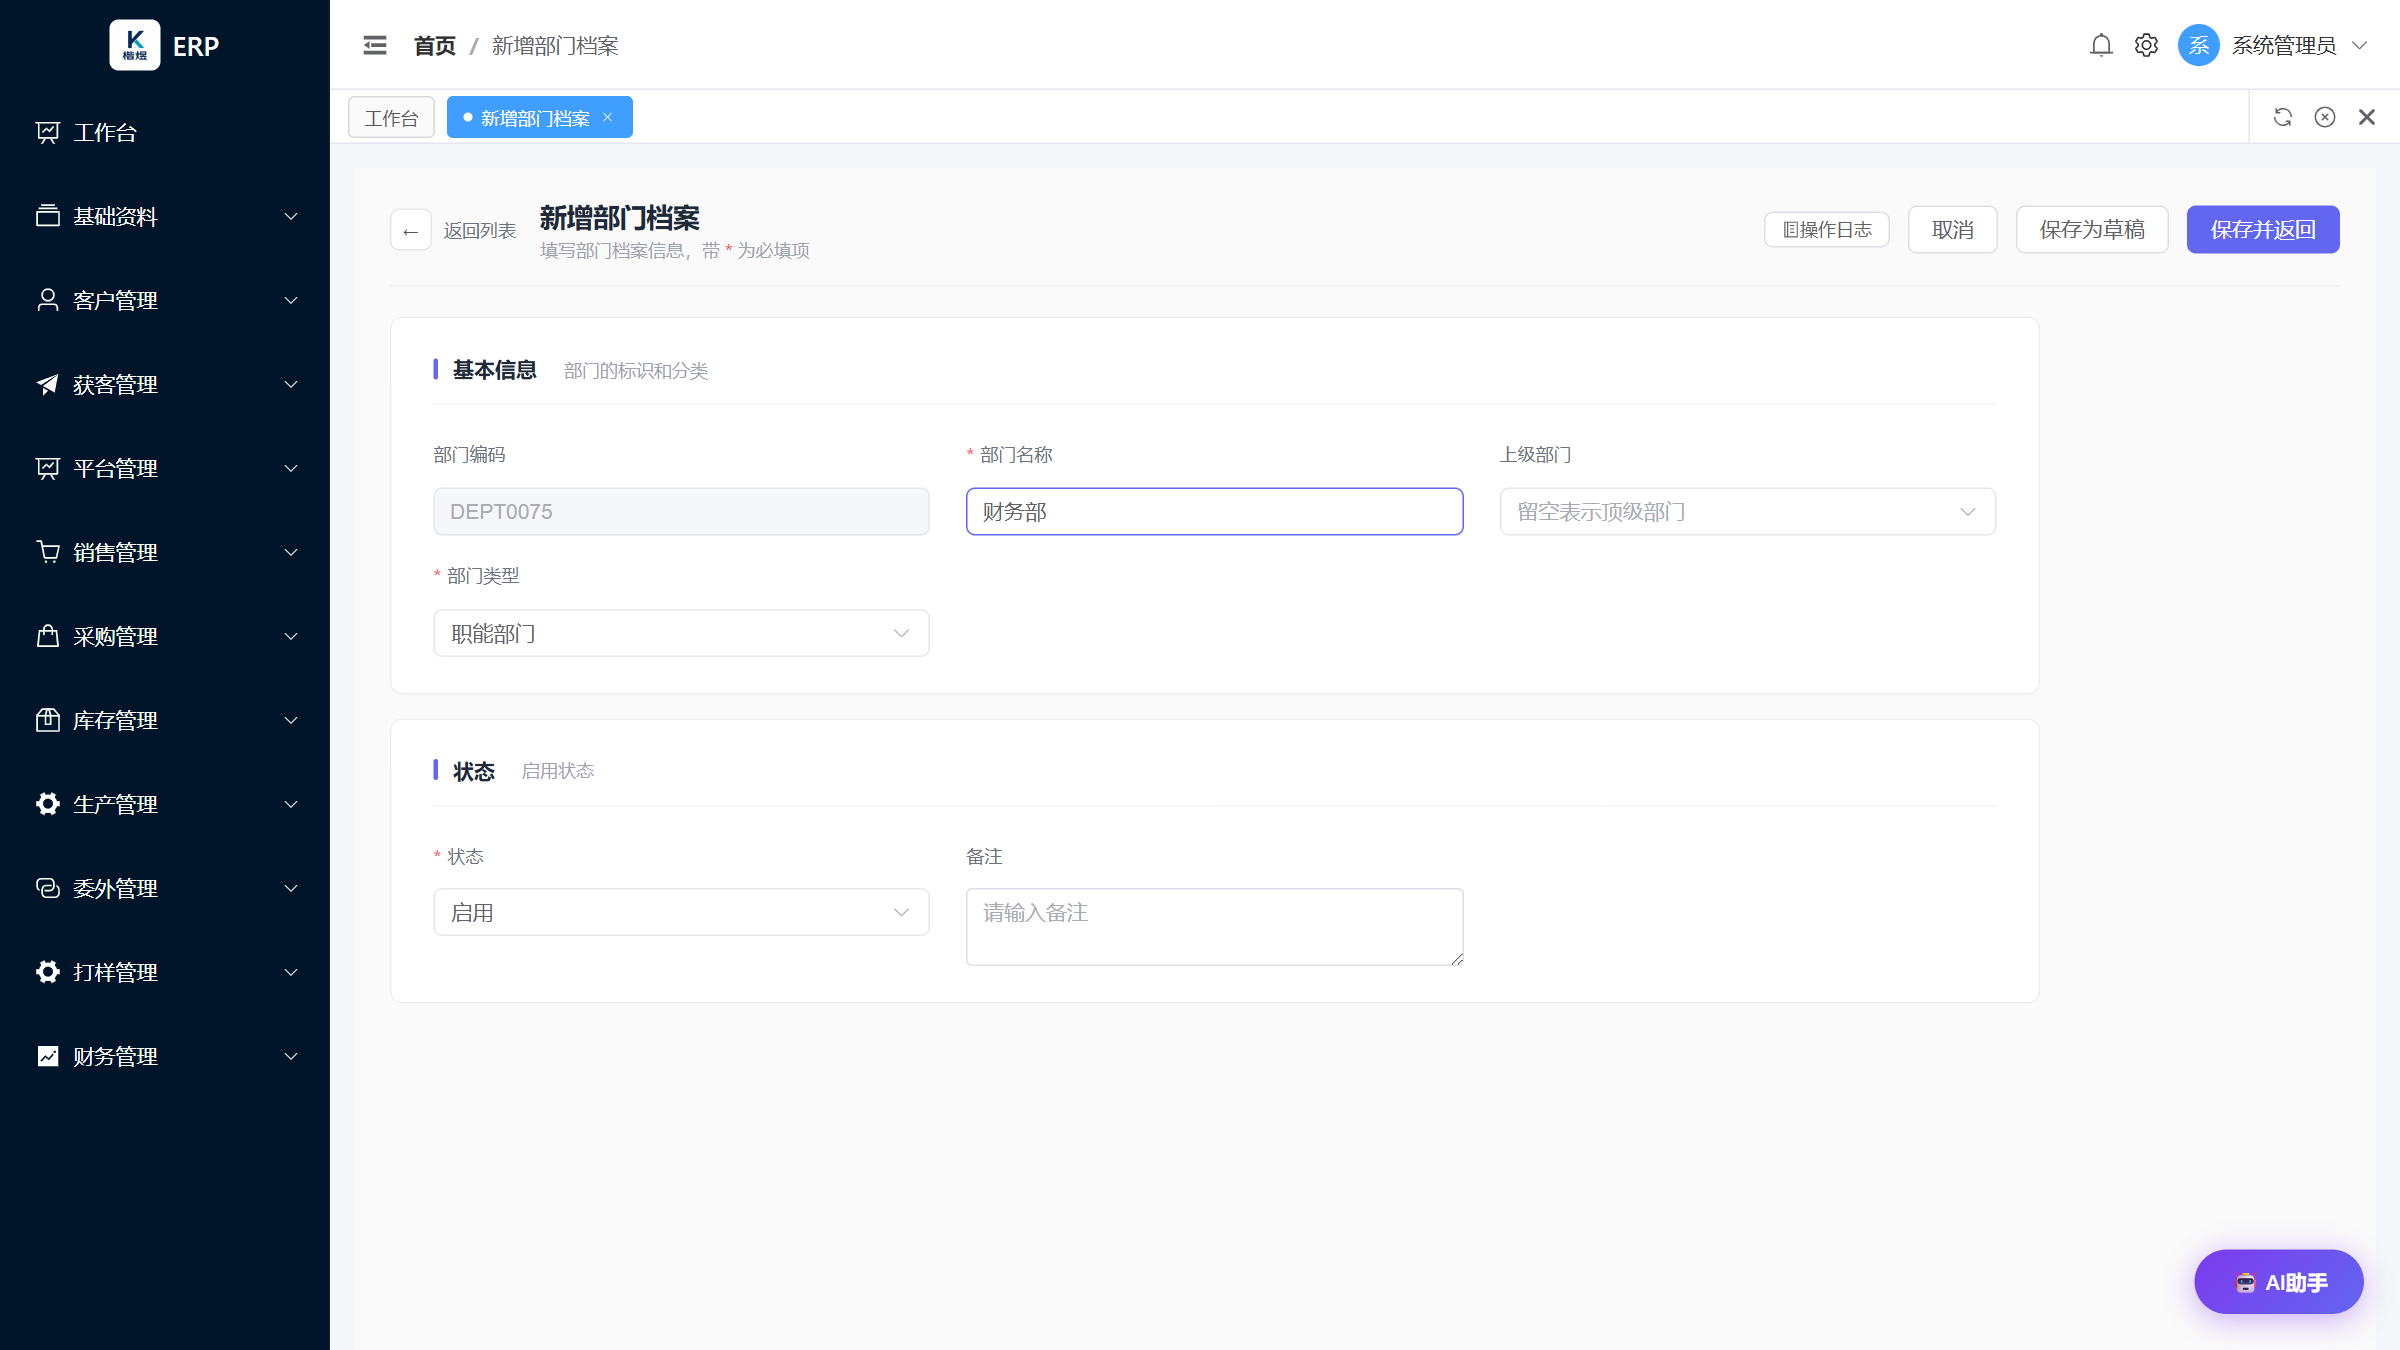 K
楷煜
ERP
工作台
基础资料
客户管理
获客管理
平台管理
销售管理
采购管理
库存管理
生产管理
委外管理
打样管理
财务管理
首页 / 新增部门档案
系 系统管理员
工作台
新增部门档案
← 返回列表
新增部门档案
填写部门档案信息，带 * 为必填项
操作日志
取消
保存为草稿
保存并返回
基本信息 部门的标识和分类
部门编码
* 部门名称
上级部门
DEPT0075
财务部
留空表示顶级部门
* 部门类型
职能部门
状态 启用状态
* 状态
备注
启用
请输入备注
AI助手